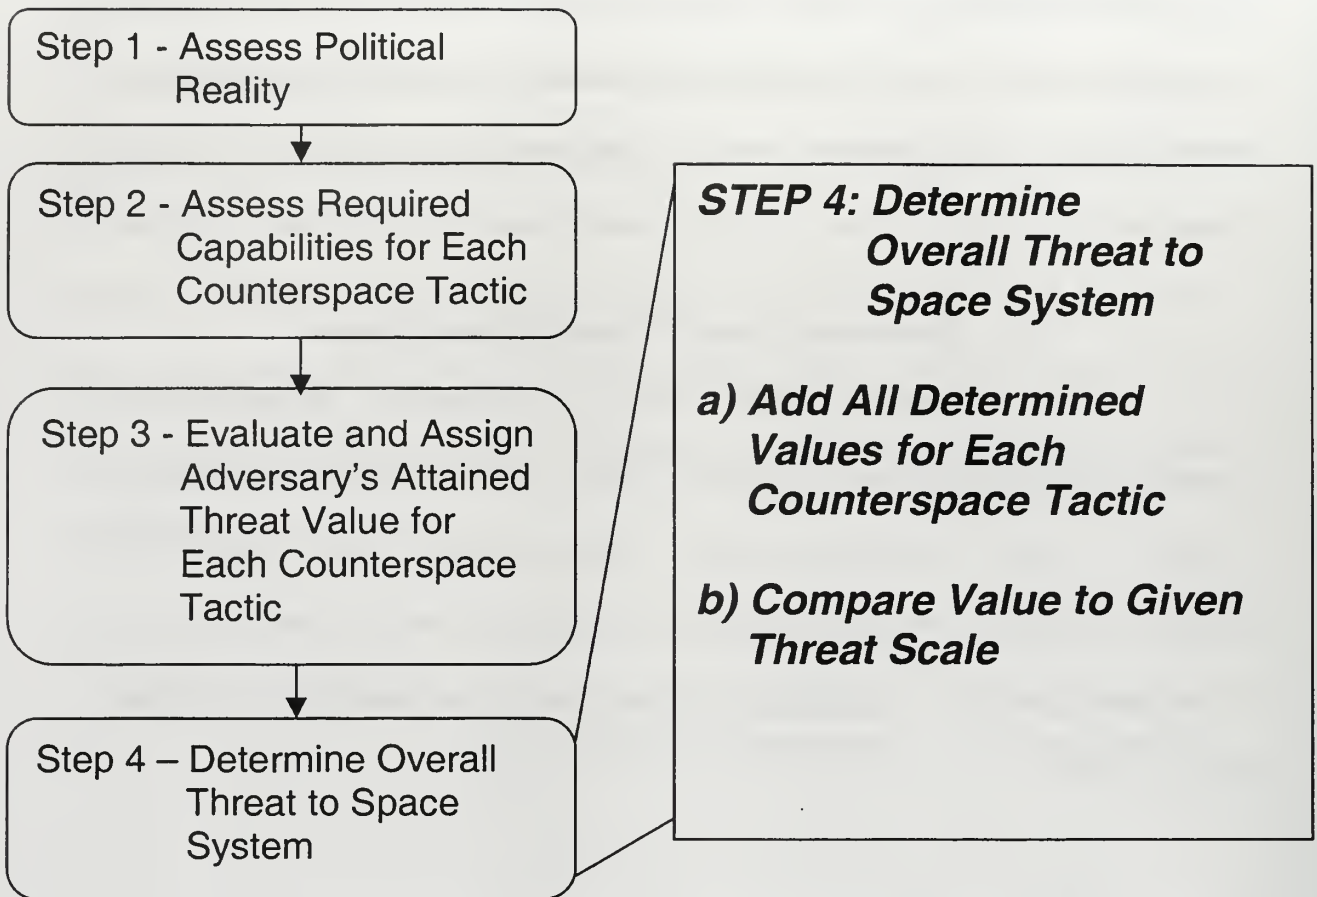 Step 1 - Assess Political
Reality
Step 2 - Assess Required
Capabilities for Each
Counterspace Tactic
Step 3 - Evaluate and Assign
Adversary's Attained
Threat Value for
Each Counterspace
Tactic
Step 4 – Determine Overall
Threat to Space
System
STEP 4: Determine
Overall Threat to
Space System
a) Add All Determined
Values for Each
Counterspace Tactic
b) Compare Value to Given
Threat Scale